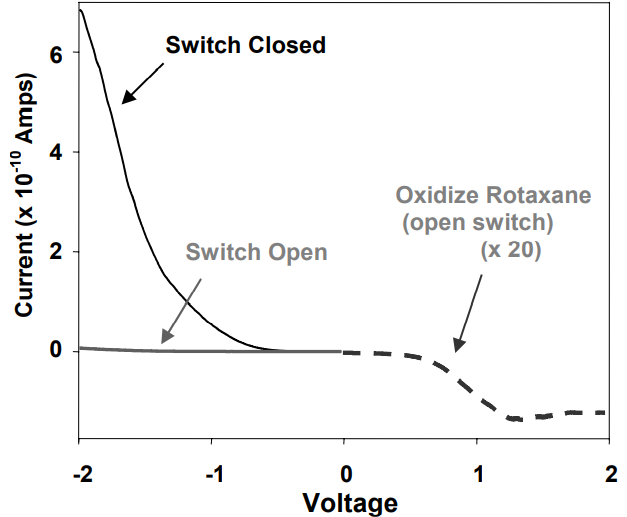 Switch Closed
6
4
Oxidize Rotaxane
(open switch)
(x 20)
Switch Open
2
0
Current (x 10⁻¹⁰ Amps)
-2 -1 0 1 2
Voltage